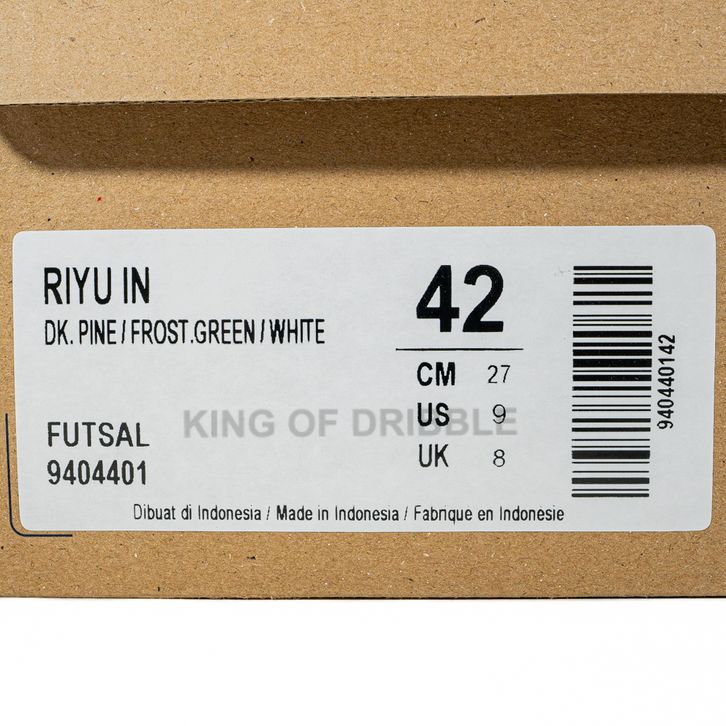 RIYU IN
DK. PINE / FROST.GREEN / WHITE
42
CM 27
US 9
UK 8
KING OF DRIBBLE
FUTSAL
9404401
940440142
Dibuat di Indonesia / Made in Indonesia / Fabrique en Indonesie